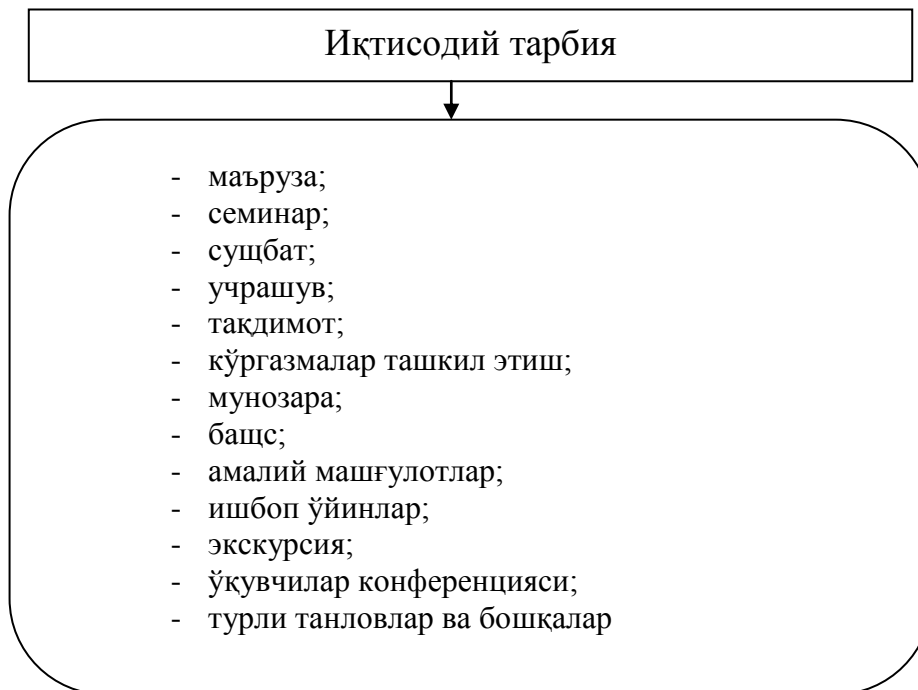 Иқтисодий тарбия
- маъруза;
- семинар;
- сущбат;
- учрашув;
- тақдимот;
- кўргазмалар ташкил этиш;
- мунозара;
- бащс;
- амалий машғулотлар;
- ишбоп ўйинлар;
- экскурсия;
- ўқувчилар конференцияси;
- турли танловлар ва бошқалар